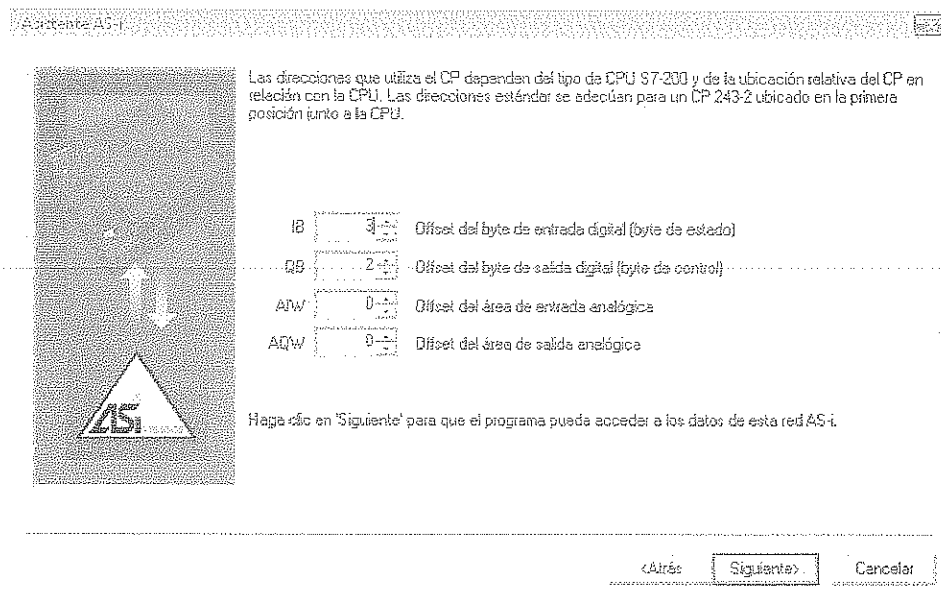 Asistente AS-i
Las direcciones que utiliza el CP dependen del tipo de CPU S7-200 y de la ubicación relativa del CP en
relación con la CPU. Las direcciones estándar se adecúan para un CP 243-2 ubicado en la primera
posición junto a la CPU.
IB 3 Offset del byte de entrada digital (byte de estado)
QB 2 Offset del byte de salida digital (byte de control)
AIW 0 Offset del área de entrada analógica
AQW 0 Offset del área de salida analógica
ASi
Haga clic en 'Siguiente' para que el programa pueda acceder a los datos de esta red AS-i.
<Atrás Siguiente> Cancelar